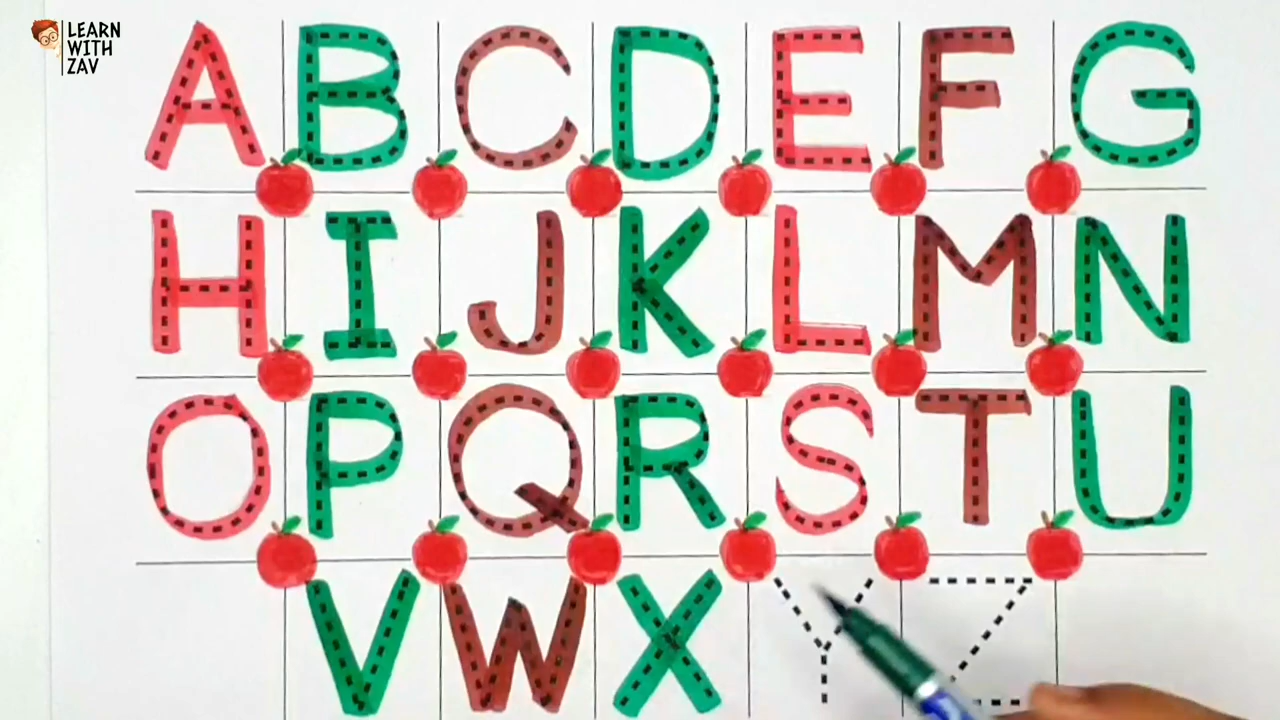 LEARN
WITH
ZAV
A B C D E F G
H I J K L M N
O P Q R S T U
V W X Y Z